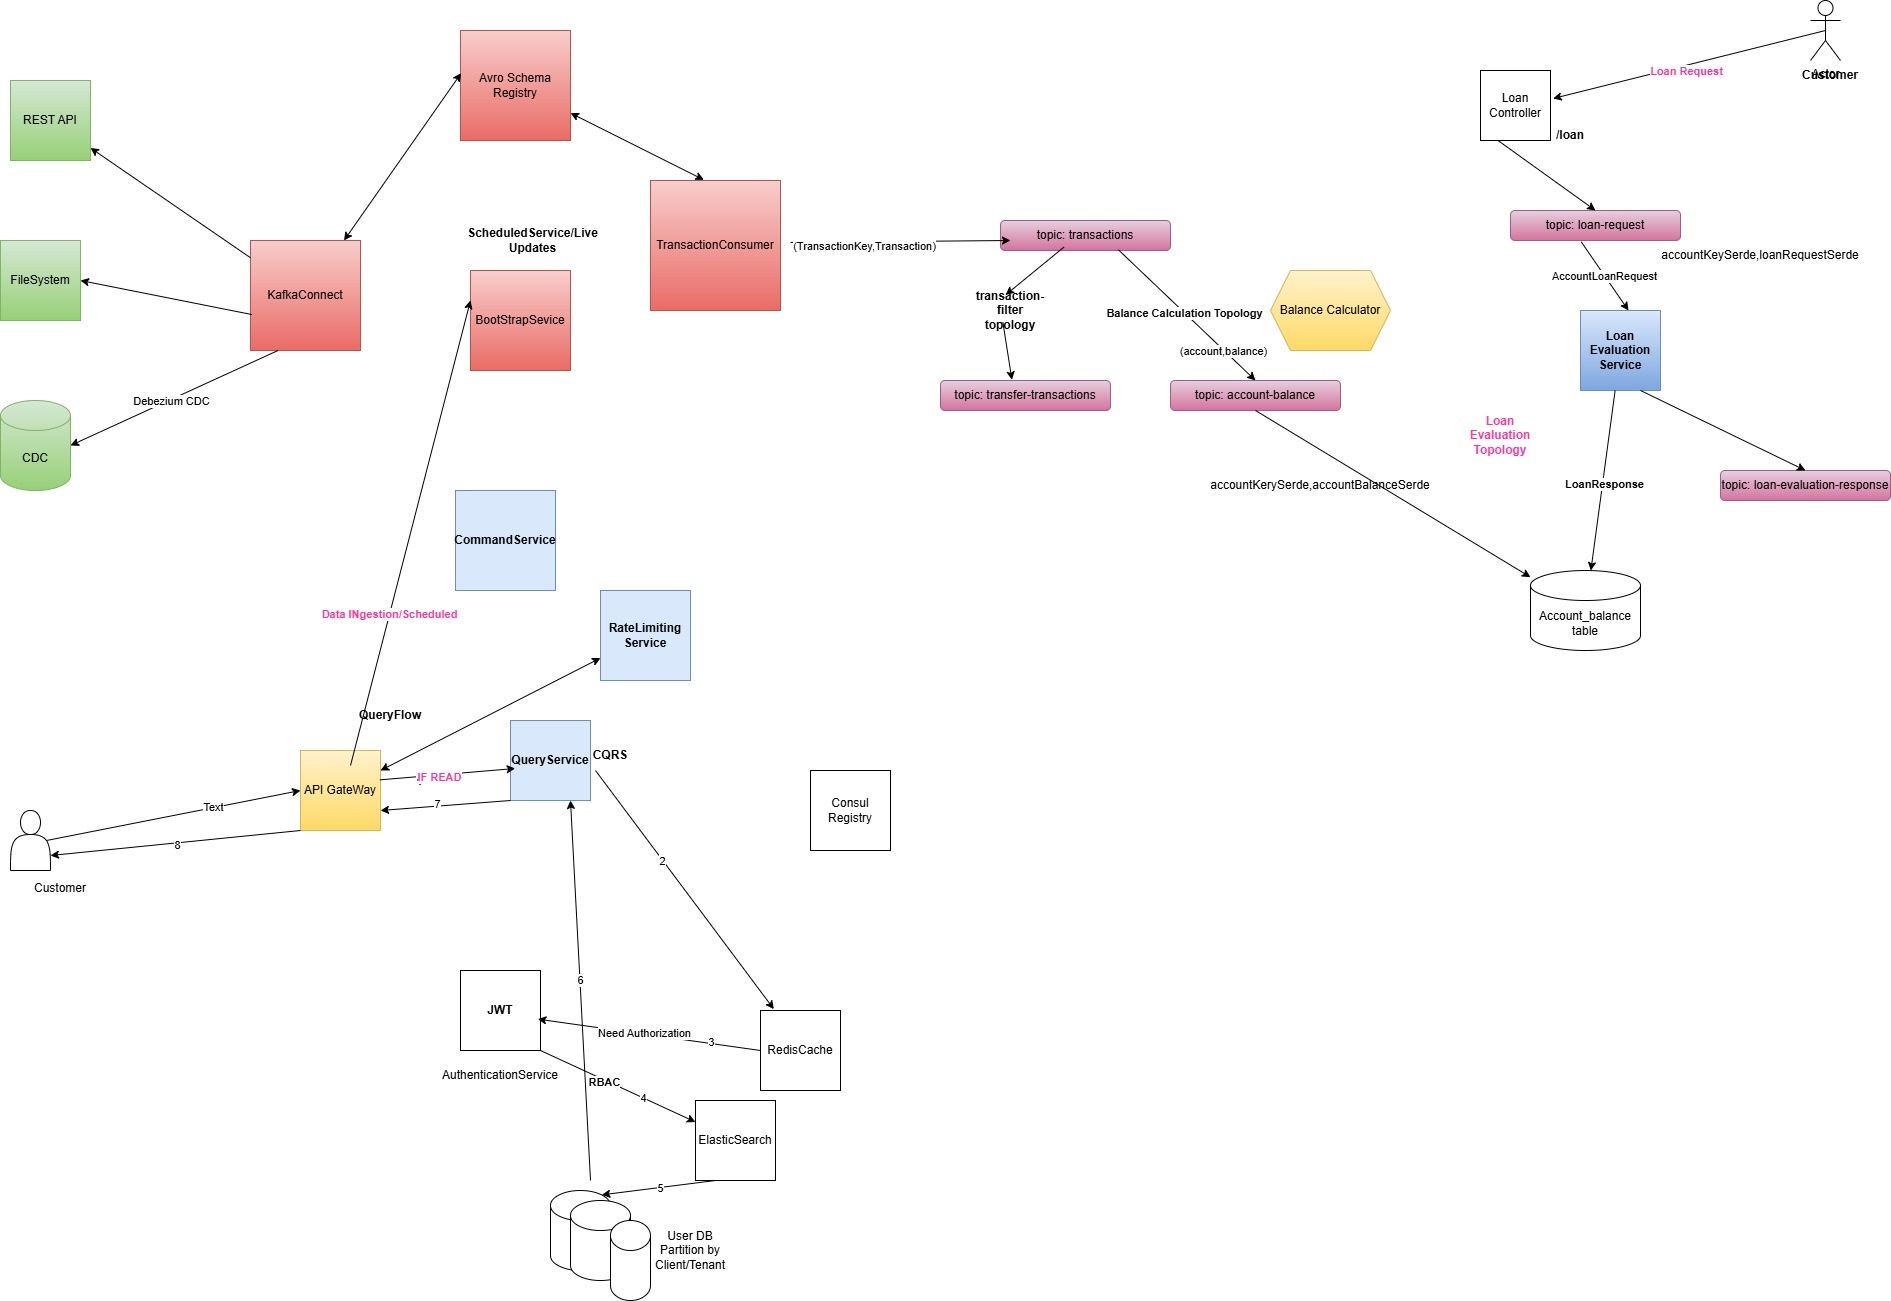 Avro Schema
Registry
REST API
FileSystem
KafkaConnect
Debezium CDC
CDC
ScheduledService/Live
Updates
BootStrapSevice
TransactionConsumer
(TransactionKey,Transaction)
topic: transactions
transaction-
filter
topology
Balance Calculation Topology
Balance Calculator
(account,balance)
topic: transfer-transactions
topic: account-balance
accountKerySerde,accountBalanceSerde
Loan Request
Actor
Customer
Loan
Controller
/loan
topic: loan-request
accountKeySerde,loanRequestSerde
AccountLoanRequest
Loan
Evaluation
Service
Loan
Evaluation
Topology
LoanResponse
topic: loan-evaluation-response
Account_balance
table
CommandService
Data INgestion/Scheduled
RateLimiting
Service
QueryFlow
API GateWay
IF READ
QueryService
CQRS
7
Text
8
Customer
Consul
Registry
2
6
JWT
AuthenticationService
Need Authorization
3
RedisCache
RBAC
4
ElasticSearch
5
User DB
Partition by
Client/Tenant